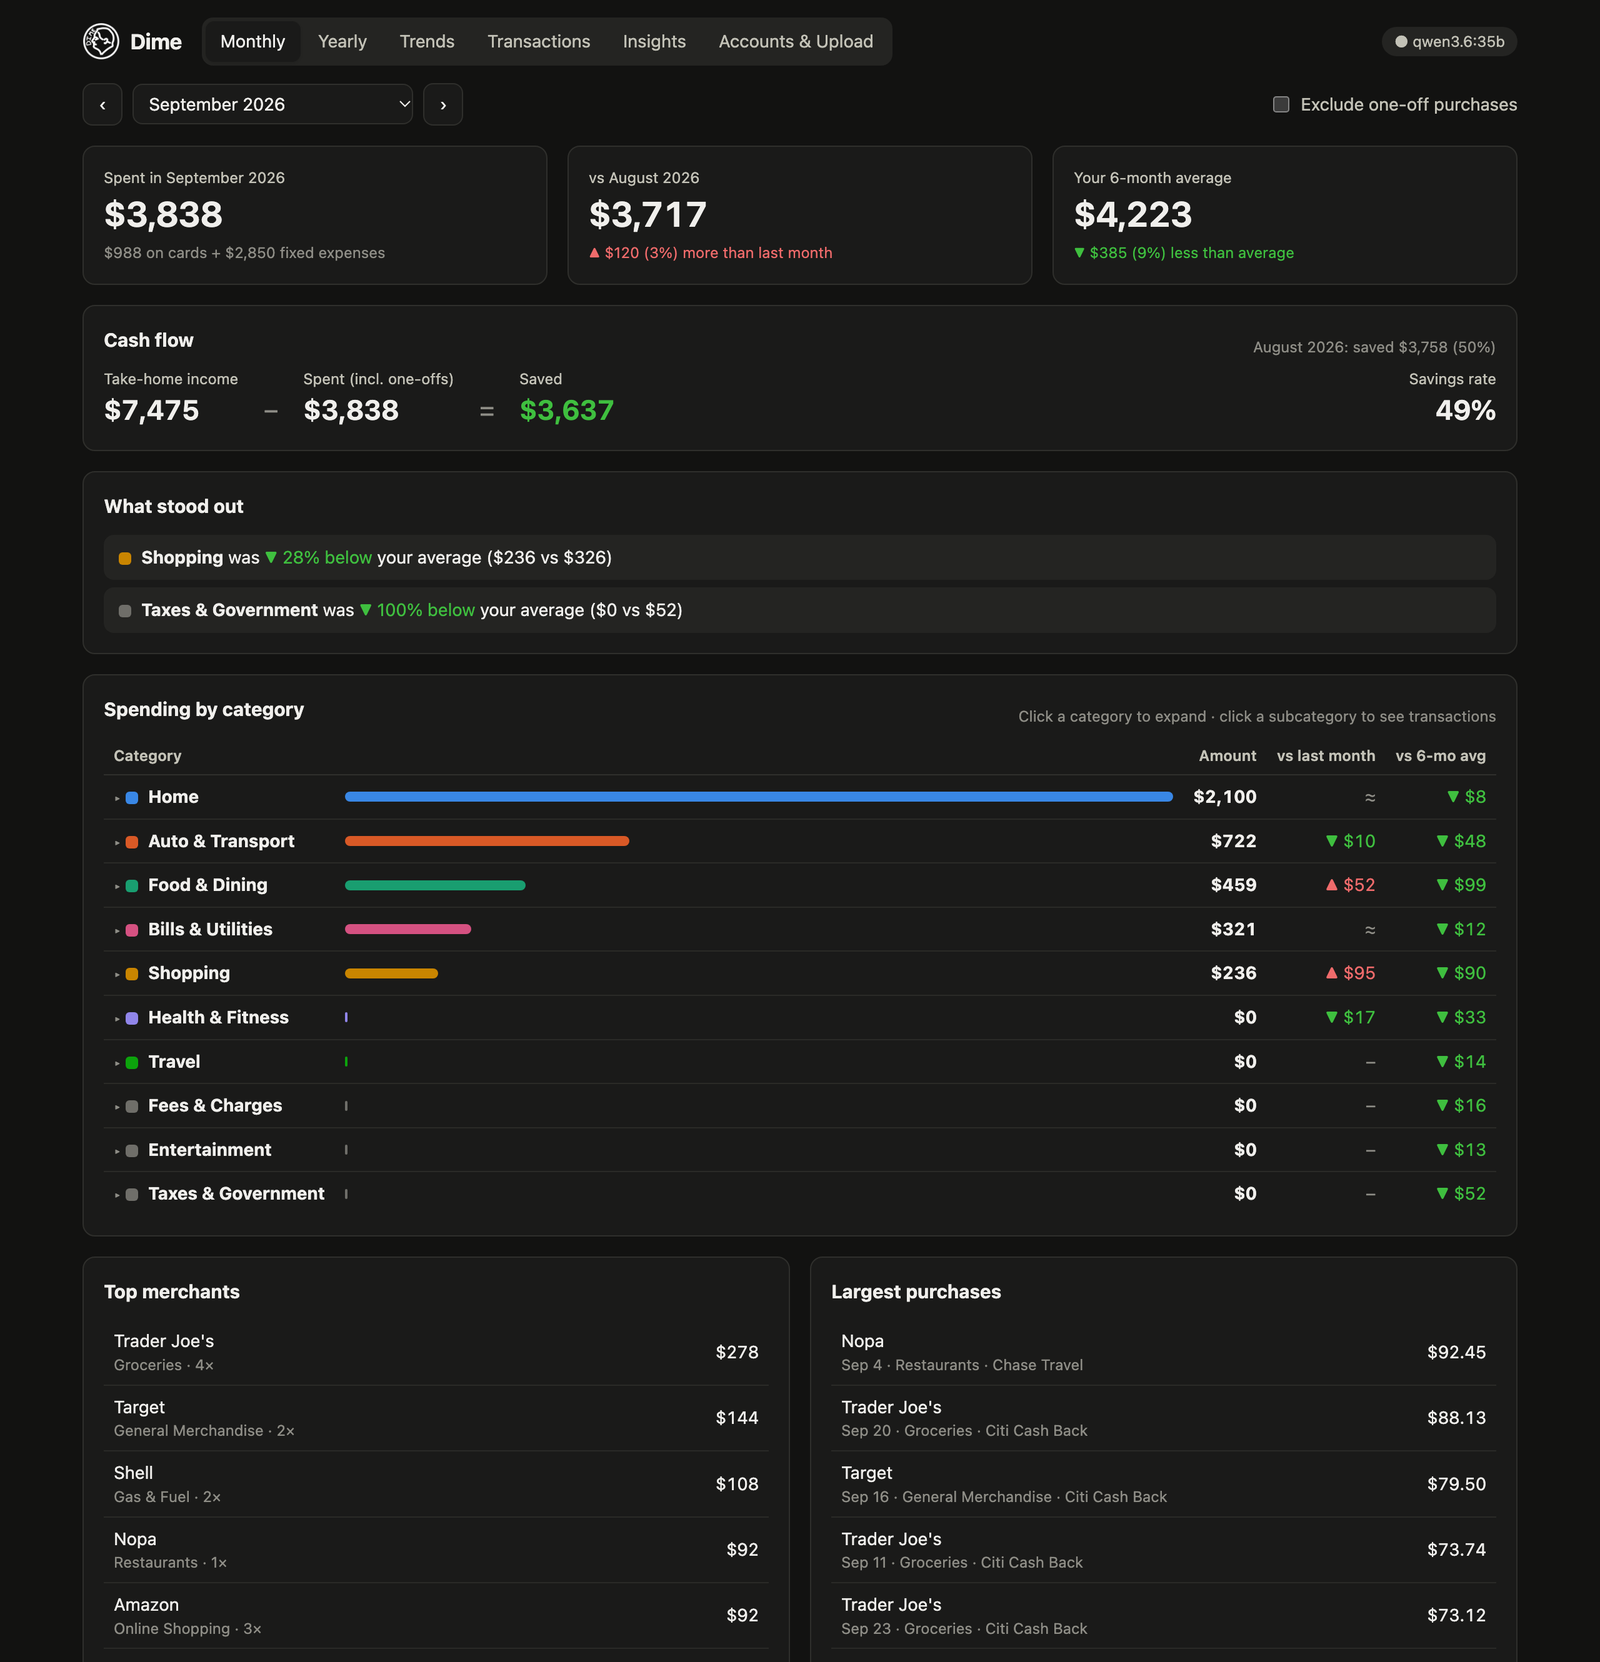 Dime
Monthly
Yearly
Trends
Transactions
Insights
Accounts & Upload
qwen3.6:35b
‹
September 2026
›
Exclude one-off purchases
Spent in September 2026
$3,838
$988 on cards + $2,850 fixed expenses
vs August 2026
$3,717
▲ $120 (3%) more than last month
Your 6-month average
$4,223
▼ $385 (9%) less than average
Cash flow
August 2026: saved $3,758 (50%)
Take-home income
$7,475
–
Spent (incl. one-offs)
$3,838
=
Saved
$3,637
Savings rate
49%
What stood out
Shopping was ▼ 28% below your average ($236 vs $326)
Taxes & Government was ▼ 100% below your average ($0 vs $52)
Spending by category
Click a category to expand · click a subcategory to see transactions
Category Amount vs last month vs 6-mo avg
Home $2,100 ≈ ▼ $8
Auto & Transport $722 ▼ $10 ▼ $48
Food & Dining $459 ▲ $52 ▼ $99
Bills & Utilities $321 ≈ ▼ $12
Shopping $236 ▲ $95 ▼ $90
Health & Fitness $0 ▼ $17 ▼ $33
Travel $0 – ▼ $14
Fees & Charges $0 – ▼ $16
Entertainment $0 – ▼ $13
Taxes & Government $0 – ▼ $52
Top merchants
Trader Joe's
Groceries · 4×
$278
Target
General Merchandise · 2×
$144
Shell
Gas & Fuel · 2×
$108
Nopa
Restaurants · 1×
$92
Amazon
Online Shopping · 3×
$92
Largest purchases
Nopa
Sep 4 · Restaurants · Chase Travel
$92.45
Trader Joe's
Sep 20 · Groceries · Citi Cash Back
$88.13
Target
Sep 16 · General Merchandise · Citi Cash Back
$79.50
Trader Joe's
Sep 11 · Groceries · Citi Cash Back
$73.74
Trader Joe's
Sep 23 · Groceries · Citi Cash Back
$73.12